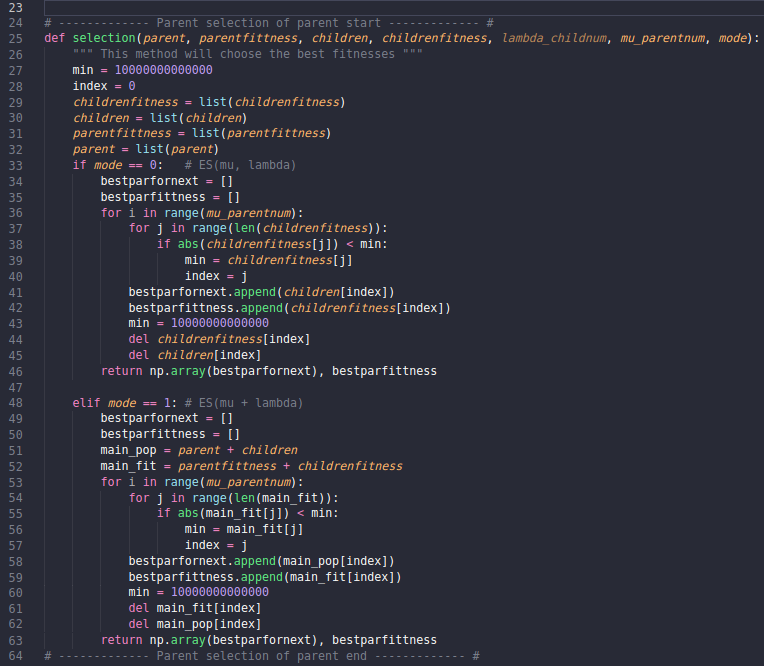 23
24 # ------------- Parent selection of parent start ------------- #
25 def selection(parent, parentfittness, children, childrenfitness, lambda_childnum, mu_parentnum, mode):
26     """ This method will choose the best fitnesses """
27     min = 10000000000000
28     index = 0
29     childrenfitness = list(childrenfitness)
30     children = list(children)
31     parentfittness = list(parentfittness)
32     parent = list(parent)
33     if mode == 0:   # ES(mu, lambda)
34         bestparfornext = []
35         bestparfittness = []
36         for i in range(mu_parentnum):
37             for j in range(len(childrenfitness)):
38                 if abs(childrenfitness[j]) < min:
39                     min = childrenfitness[j]
40                     index = j
41             bestparfornext.append(children[index])
42             bestparfittness.append(childrenfitness[index])
43             min = 10000000000000
44             del childrenfitness[index]
45             del children[index]
46         return np.array(bestparfornext), bestparfittness
47
48     elif mode == 1: # ES(mu + lambda)
49         bestparfornext = []
50         bestparfittness = []
51         main_pop = parent + children
52         main_fit = parentfittness + childrenfitness
53         for i in range(mu_parentnum):
54             for j in range(len(main_fit)):
55                 if abs(main_fit[j]) < min:
56                     min = main_fit[j]
57                     index = j
58             bestparfornext.append(main_pop[index])
59             bestparfittness.append(main_fit[index])
60             min = 10000000000000
61             del main_fit[index]
62             del main_pop[index]
63         return np.array(bestparfornext), bestparfittness
64 # ------------- Parent selection of parent end ------------- #